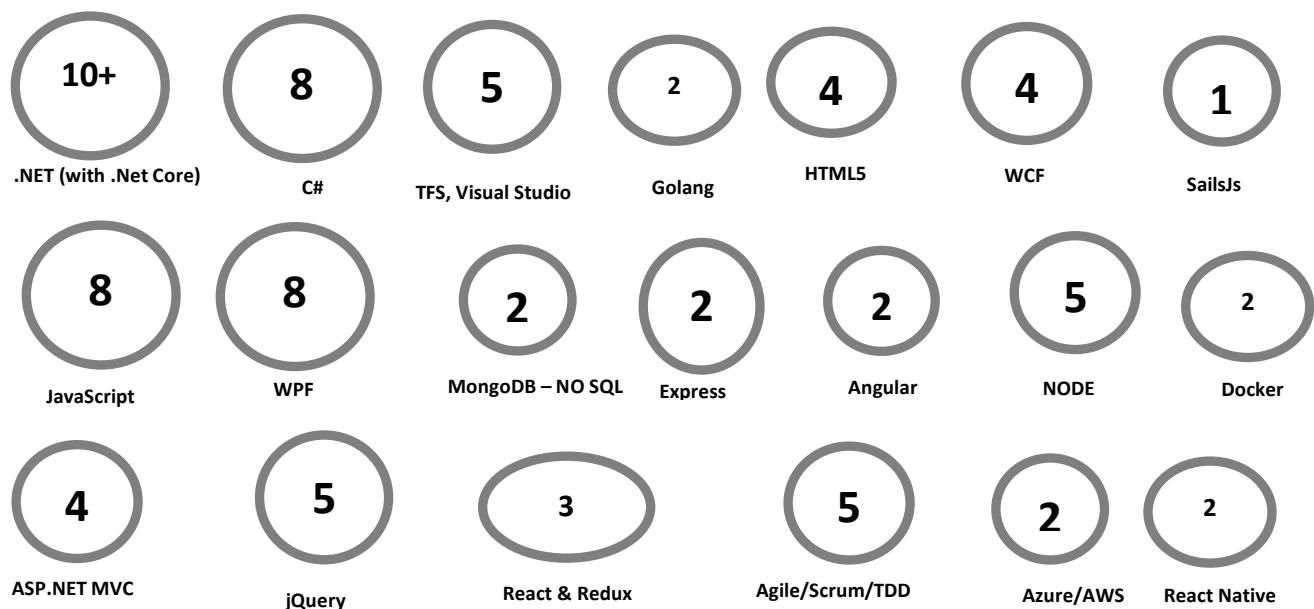 10+ 8 5 2 4 4 1
.NET (with .Net Core) C# TFS, Visual Studio Golang HTML5 WCF SailsJs
8 8 2 2 2 5 2
JavaScript WPF MongoDB – NO SQL Express Angular NODE Docker
4 5 3 5 2 2
ASP.NET MVC jQuery React & Redux Agile/Scrum/TDD Azure/AWS React Native